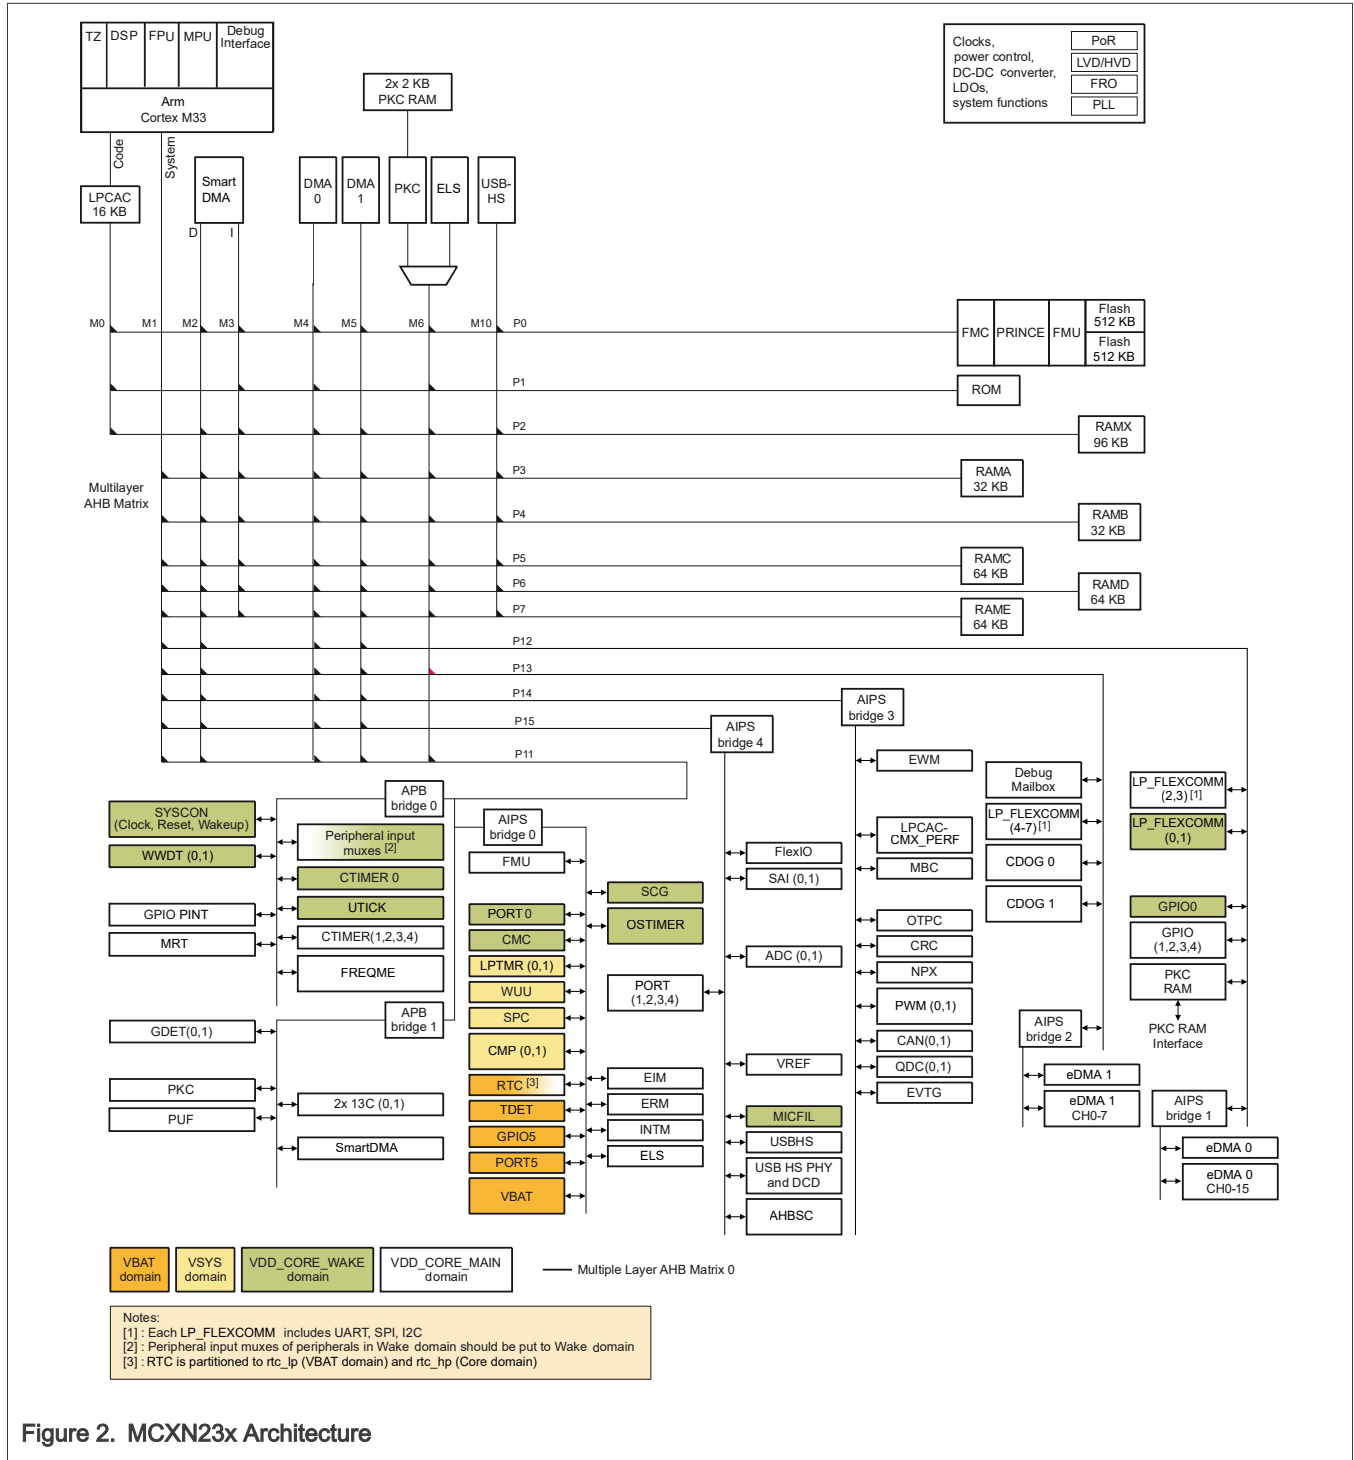 TZ DSP FPU MPU Debug
Interface
Arm
Cortex M33
Code
System
Clocks,
power control,
DC-DC converter,
LDOs,
system functions
PoR
LVD/HVD
FRO
PLL
2x 2 KB
PKC RAM
LPCAC
16 KB
Smart
DMA
D I
DMA
0
DMA
1
PKC
ELS
USB-
HS
M0 M1 M2 M3 M4 M5 M6 M10 P0
FMC PRINCE FMU
Flash
512 KB
Flash
512 KB
P1
ROM
P2
RAMX
96 KB
Multilayer
AHB Matrix
P3
RAMA
32 KB
P4
RAMB
32 KB
P5
RAMC
64 KB
P6
RAMD
64 KB
P7
RAME
64 KB
P12
P13
P14
P15
P11
AIPS
bridge 3
AIPS
bridge 4
APB
bridge 0
AIPS
bridge 0
SYSCON
(Clock, Reset, Wakeup)
WWDT (0,1)
GPIO PINT
MRT
Peripheral input
muxes [2]
CTIMER 0
UTICK
CTIMER(1,2,3,4)
FREQME
APB
bridge 1
GDET(0,1)
PKC
PUF
2x 13C (0,1)
SmartDMA
FMU
PORT0
CMC
LPTMR (0,1)
WUU
SPC
CMP (0,1)
RTC [3]
TDET
GPIO5
PORT5
VBAT
SCG
OSTIMER
EIM
ERM
INTM
ELS
PORT
(1,2,3,4)
FlexIO
SAI (0,1)
ADC (0,1)
VREF
MICFIL
USBHS
USB HS PHY
and DCD
AHBSC
EWM
LPCAC-
CMX_PERF
MBC
OTPC
CRC
NPX
PWM (0,1)
CAN(0,1)
QDC(0,1)
EVTG
Debug
Mailbox
LP_FLEXCOMM
(4-7)[1]
CDOG 0
CDOG 1
AIPS
bridge 2
eDMA 1
eDMA 1
CH0-7
LP_FLEXCOMM
(2,3)[1]
LP_FLEXCOMM
(0,1)
GPIO0
GPIO
(1,2,3,4)
PKC
RAM
PKC RAM
Interface
AIPS
bridge 1
eDMA 0
eDMA 0
CH0-15
VBAT
domain
VSYS
domain
VDD_CORE_WAKE
domain
VDD_CORE_MAIN
domain
Multiple Layer AHB Matrix 0
Notes:
[1] : Each LP_FLEXCOMM includes UART, SPI, I2C
[2] : Peripheral input muxes of peripherals in Wake domain should be put to Wake domain
[3] : RTC is partitioned to rtc_lp (VBAT domain) and rtc_hp (Core domain)
Figure 2. MCXN23x Architecture